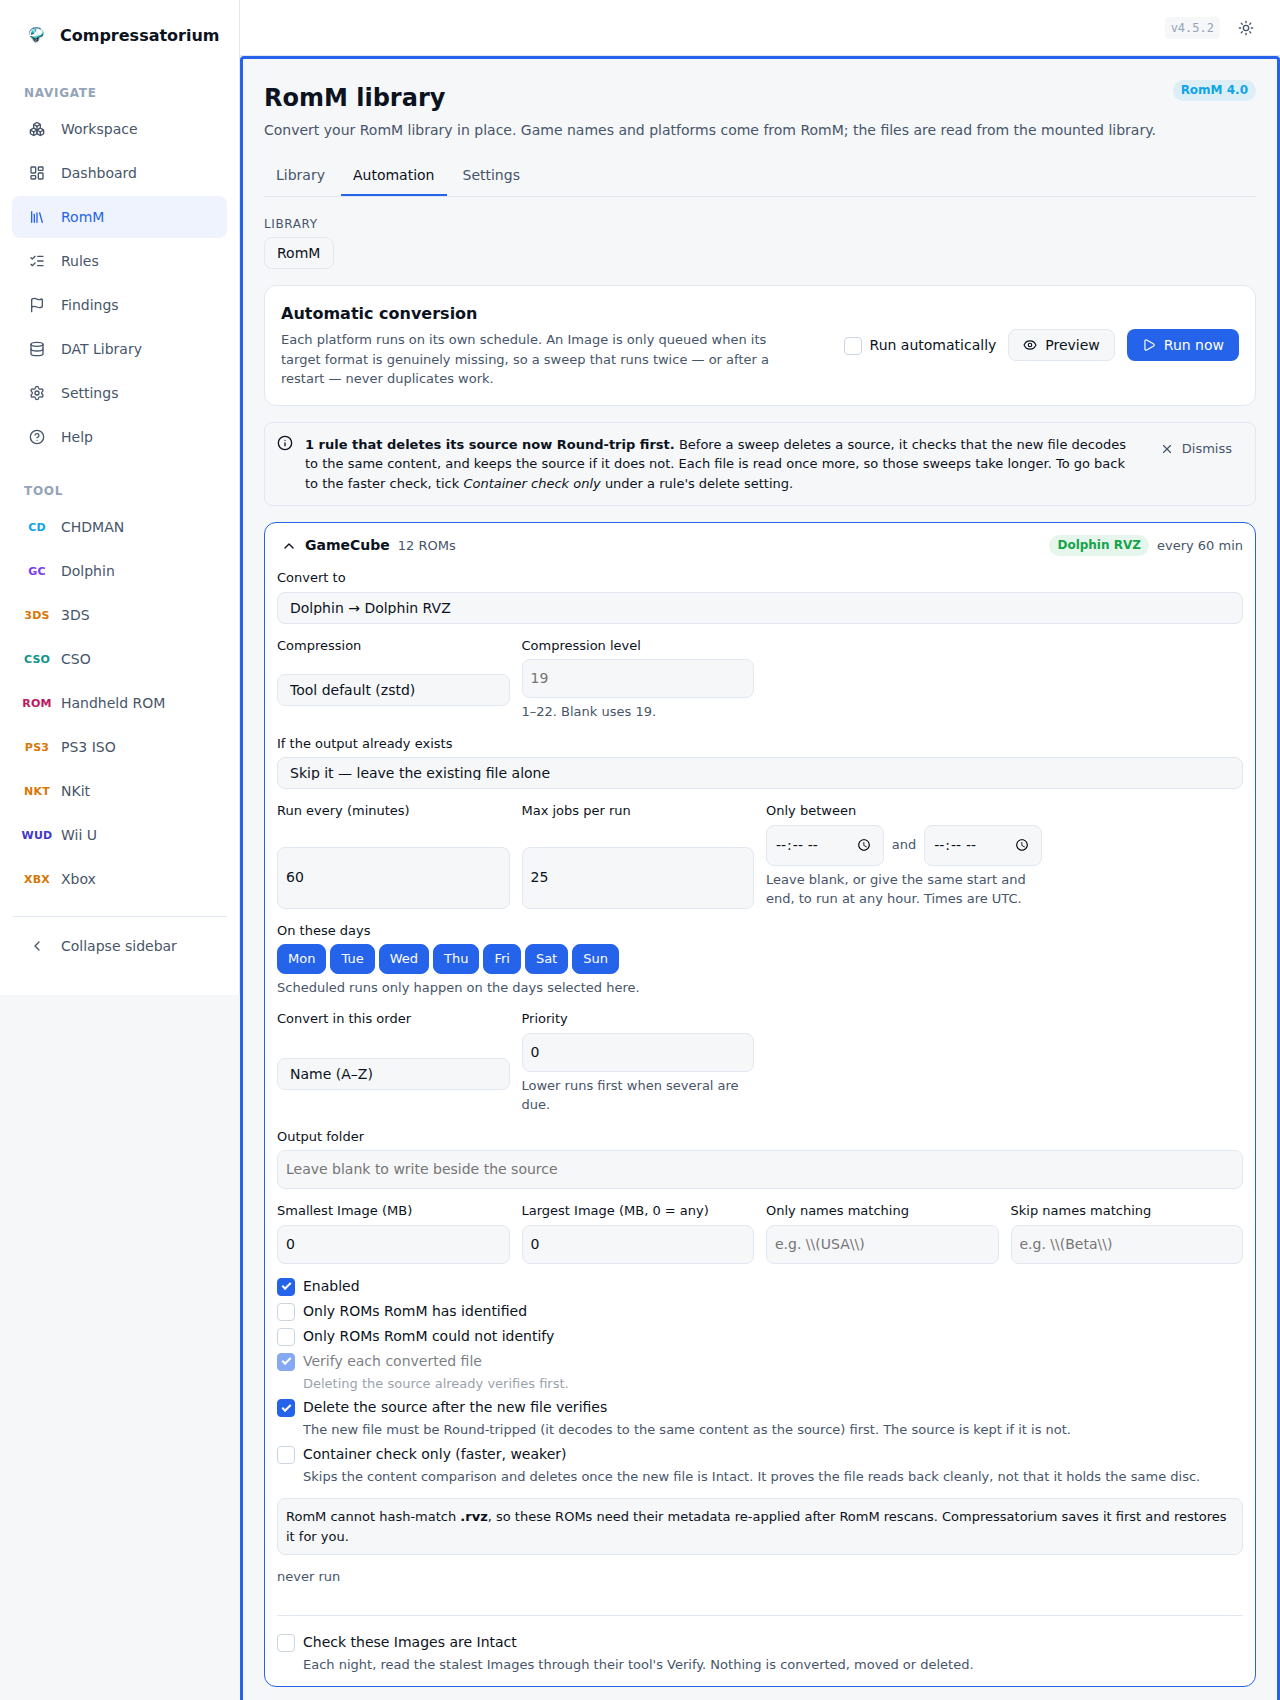 Compressatorium
v4.5.2
NAVIGATE
Workspace
Dashboard
RomM
Rules
Findings
DAT Library
Settings
Help
TOOL
CD CHDMAN
GC Dolphin
3DS 3DS
CSO CSO
ROM Handheld ROM
PS3 PS3 ISO
NKT NKit
WUD Wii U
XBX Xbox
Collapse sidebar
RomM library
RomM 4.0
Convert your RomM library in place. Game names and platforms come from RomM; the files are read from the mounted library.
Library Automation Settings
LIBRARY
RomM
Automatic conversion
Each platform runs on its own schedule. An Image is only queued when its
target format is genuinely missing, so a sweep that runs twice — or after a
restart — never duplicates work.
Run automatically Preview Run now
1 rule that deletes its source now Round-trip first. Before a sweep deletes a source, it checks that the new file decodes
to the same content, and keeps the source if it does not. Each file is read once more, so those sweeps take longer. To go back
to the faster check, tick Container check only under a rule's delete setting.
Dismiss
GameCube 12 ROMs
Dolphin RVZ every 60 min
Convert to
Dolphin → Dolphin RVZ
Compression Compression level
Tool default (zstd) 19
1–22. Blank uses 19.
If the output already exists
Skip it — leave the existing file alone
Run every (minutes) Max jobs per run Only between
60 25 --:-- -- and --:-- --
Leave blank, or give the same start and
end, to run at any hour. Times are UTC.
On these days
Mon Tue Wed Thu Fri Sat Sun
Scheduled runs only happen on the days selected here.
Convert in this order Priority
Name (A–Z) 0
Lower runs first when several are
due.
Output folder
Leave blank to write beside the source
Smallest Image (MB) Largest Image (MB, 0 = any) Only names matching Skip names matching
0 0 e.g. \\(USA\\) e.g. \\(Beta\\)
Enabled
Only ROMs RomM has identified
Only ROMs RomM could not identify
Verify each converted file
Deleting the source already verifies first.
Delete the source after the new file verifies
The new file must be Round-tripped (it decodes to the same content as the source) first. The source is kept if it is not.
Container check only (faster, weaker)
Skips the content comparison and deletes once the new file is Intact. It proves the file reads back cleanly, not that it holds the same disc.
RomM cannot hash-match .rvz, so these ROMs need their metadata re-applied after RomM rescans. Compressatorium saves it first and restores
it for you.
never run
Check these Images are Intact
Each night, read the stalest Images through their tool's Verify. Nothing is converted, moved or deleted.